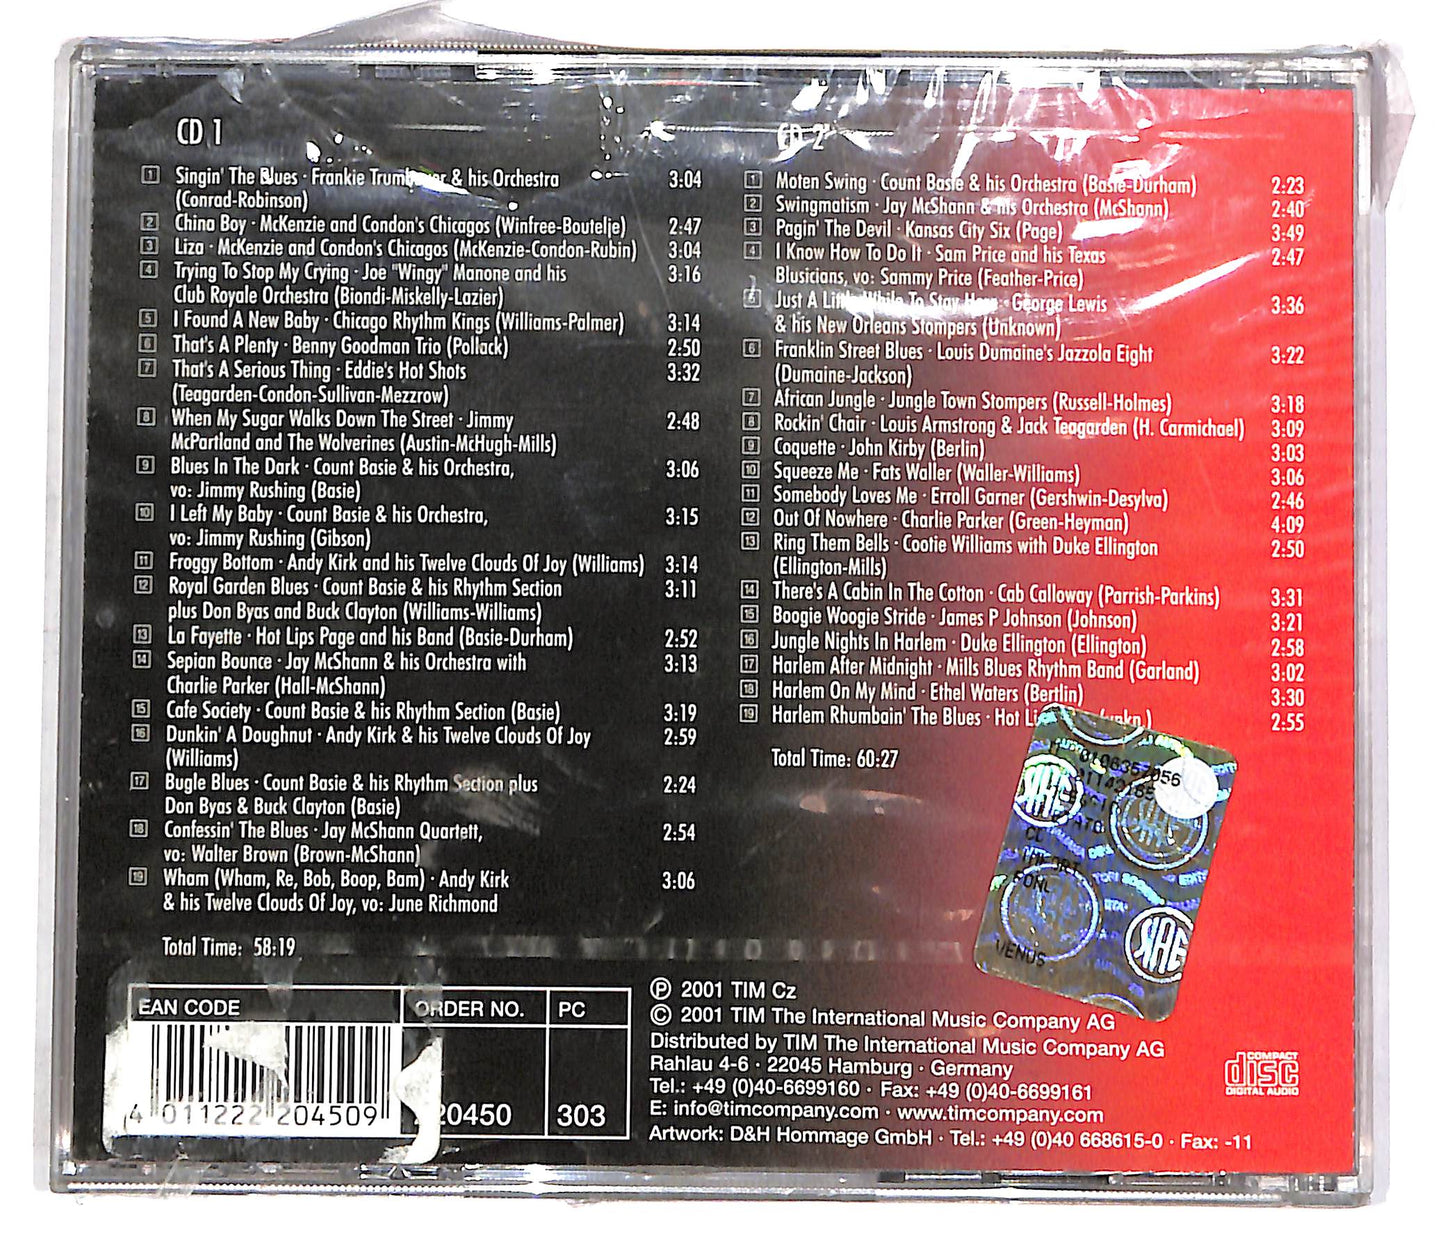 CD 1
1 Singin' The Blues · Frankie Trumbauer & his Orchestra 3:04
(Conrad-Robinson)
2 China Boy · McKenzie and Condon's Chicagos (Winfree-Boutelje) 2:47
3 Liza · McKenzie and Condon's Chicagos (McKenzie-Condon-Rubin) 3:04
4 Trying To Stop My Crying · Joe "Wingy" Manone and his 3:16
Club Royale Orchestra (Biondi-Miskelly-Lazier)
5 I Found A New Baby · Chicago Rhythm Kings (Williams-Palmer) 3:14
6 That's A Plenty · Benny Goodman Trio (Pollack) 2:50
7 That's A Serious Thing · Eddie's Hot Shots 3:32
(Teagarden-Condon-Sullivan-Mezzrow)
8 When My Sugar Walks Down The Street · Jimmy 2:48
McPartland and The Wolverines (Austin-McHugh-Mills)
9 Blues In The Dark · Count Basie & his Orchestra, 3:06
vo: Jimmy Rushing (Basie)
10 I Left My Baby · Count Basie & his Orchestra, 3:15
vo: Jimmy Rushing (Gibson)
11 Froggy Bottom · Andy Kirk and his Twelve Clouds Of Joy (Williams) 3:14
12 Royal Garden Blues · Count Basie & his Rhythm Section 3:11
plus Don Byas and Buck Clayton (Williams-Williams)
13 La Fayette · Hot Lips Page and his Band (Basie-Durham) 2:52
14 Sepian Bounce · Jay McShann & his Orchestra with 3:13
Charlie Parker (Hall-McShann)
15 Cafe Society · Count Basie & his Rhythm Section (Basie) 3:19
16 Dunkin' A Doughnut · Andy Kirk & his Twelve Clouds Of Joy 2:59
(Williams)
17 Bugle Blues · Count Basie & his Rhythm Section plus 2:24
Don Byas & Buck Clayton (Basie)
18 Confessin' The Blues · Jay McShann Quartett, 2:54
vo: Walter Brown (Brown-McShann)
19 Wham (Wham, Re, Bob, Boop, Bam) · Andy Kirk 3:06
& his Twelve Clouds Of Joy, vo: June Richmond
Total Time: 58:19
CD 2
1 Moten Swing · Count Basie & his Orchestra (Basie-Durham) 2:23
2 Swingmatism · Jay McShann & his Orchestra (McShann) 2:40
3 Pagin' The Devil · Kansas City Six (Page) 3:49
4 I Know How To Do It · Sam Price and his Texas 2:47
Blusicians, vo: Sammy Price (Feather-Price)
5 Just A Little While To Stay Here · George Lewis 3:36
& his New Orleans Stompers (Unknown)
6 Franklin Street Blues · Louis Dumaine's Jazzola Eight 3:22
(Dumaine-Jackson)
7 African Jungle · Jungle Town Stompers (Russell-Holmes) 3:18
8 Rockin' Chair · Louis Armstrong & Jack Teagarden (H. Carmichael) 3:09
9 Coquette · John Kirby (Berlin) 3:03
10 Squeeze Me · Fats Waller (Waller-Williams) 3:06
11 Somebody Loves Me · Erroll Garner (Gershwin-Desylva) 2:46
12 Out Of Nowhere · Charlie Parker (Green-Heyman) 4:09
13 Ring Them Bells · Cootie Williams with Duke Ellington 2:50
(Ellington-Mills)
14 There's A Cabin In The Cotton · Cab Calloway (Parrish-Parkins) 3:31
15 Boogie Woogie Stride · James P Johnson (Johnson) 3:21
16 Jungle Nights In Harlem · Duke Ellington (Ellington) 2:58
17 Harlem After Midnight · Mills Blues Rhythm Band (Garland) 3:02
18 Harlem On My Mind · Ethel Waters (Bertlin) 3:30
19 Harlem Rhumbain' The Blues · Hot 2:55
Total Time: 60:27
SIAE
VENUS
EAN CODE ORDER NO. PC
4 011222 204509 20450 303
℗ 2001 TIM Cz
© 2001 TIM The International Music Company AG
Distributed by TIM The International Music Company AG
Rahlau 4-6 · 22045 Hamburg · Germany
Tel.: +49 (0)40-6699160 · Fax: +49 (0)40-6699161
E: info@timcompany.com · www.timcompany.com
Artwork: D&H Hommage GmbH · Tel.: +49 (0)40 668615-0 · Fax: -11
COMPACT
disc
DIGITAL AUDIO